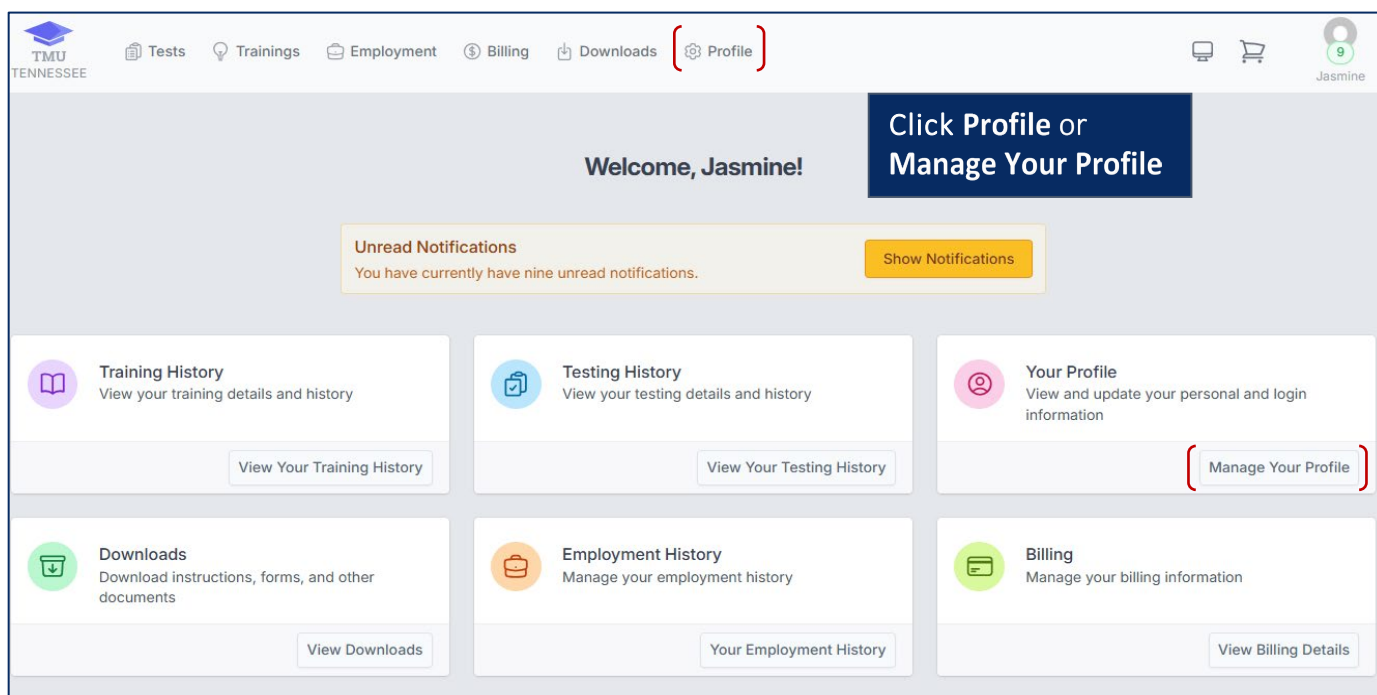 TMU
TENNESSEE
Tests
Trainings
Employment
Billing
Downloads
Profile
9
Jasmine
Click Profile or
Manage Your Profile
Welcome, Jasmine!
Unread Notifications
You have currently have nine unread notifications.
Show Notifications
Training History
View your training details and history
View Your Training History
Testing History
View your testing details and history
View Your Testing History
Your Profile
View and update your personal and login
information
Manage Your Profile
Downloads
Download instructions, forms, and other
documents
View Downloads
Employment History
Manage your employment history
Your Employment History
Billing
Manage your billing information
View Billing Details